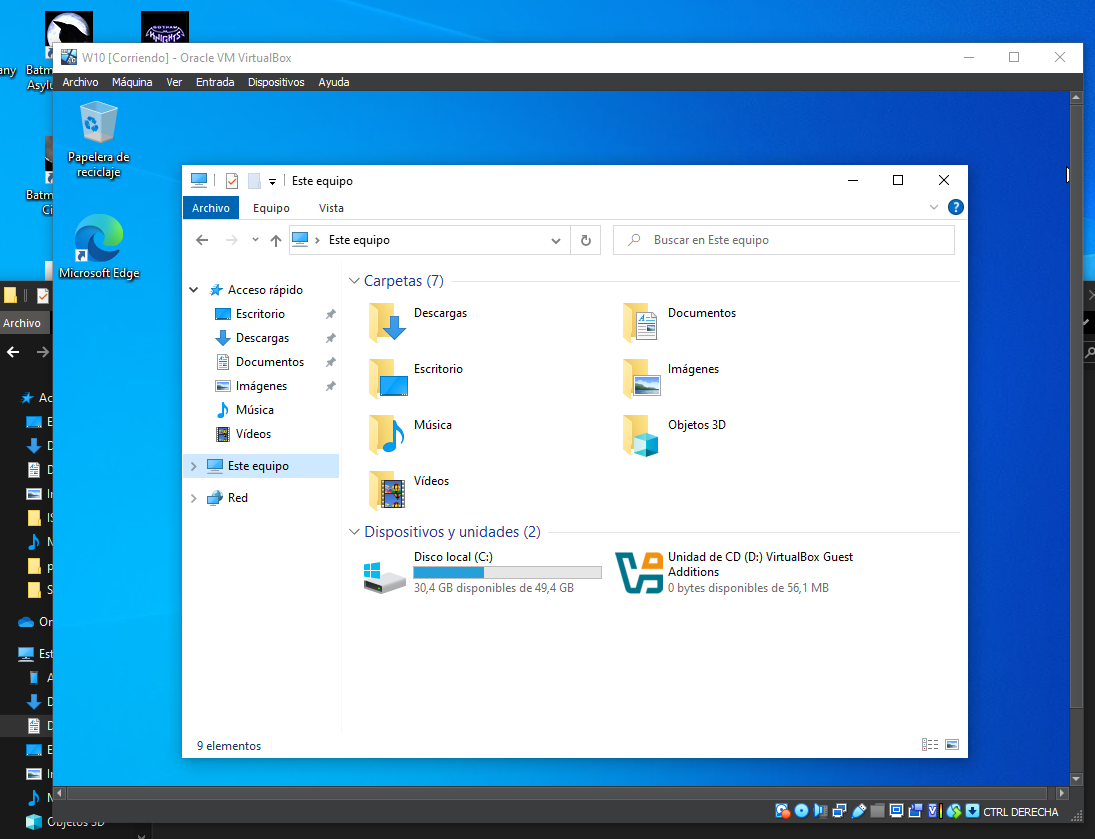 any
Batm
Asylu
GOTHAM
KNIGHTS
W10 [Corriendo] - Oracle VM VirtualBox
Archivo Máquina Ver Entrada Dispositivos Ayuda
Papelera de
reciclaje
Batm
Ci
Microsoft Edge
Este equipo
Archivo Equipo Vista
Este equipo
Buscar en Este equipo
Acceso rápido
Escritorio
Descargas
Documentos
Imágenes
Música
Vídeos
Este equipo
Red
Carpetas (7)
Descargas
Documentos
Escritorio
Imágenes
Música
Objetos 3D
Vídeos
Dispositivos y unidades (2)
Disco local (C:)
30,4 GB disponibles de 49,4 GB
Unidad de CD (D:) VirtualBox Guest
Additions
0 bytes disponibles de 56,1 MB
9 elementos
Archivo
Ac
E
D
D
In
IS
M
p
S
On
Est
A
D
D
E
In
M
Objetos 3D
CTRL DERECHA